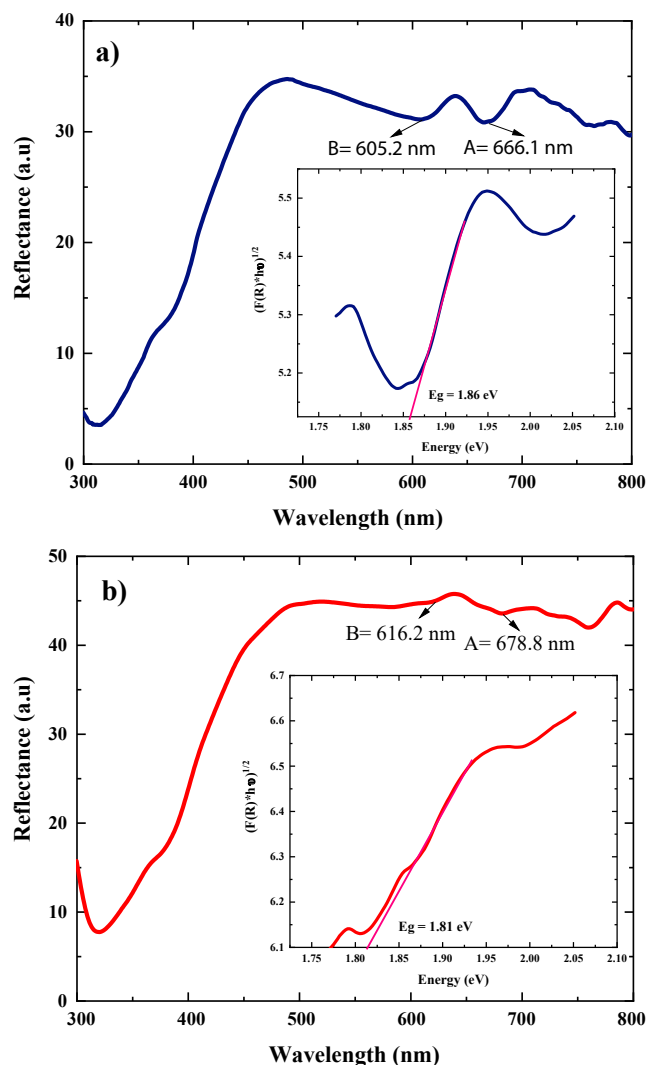 a)
40
30
20
10
0
Reflectance (a.u)
B= 605.2 nm
A= 666.1 nm
5.5
5.4
5.3
5.2
(F(R)*hυ)1/2
Eg = 1.86 eV
1.75 1.80 1.85 1.90 1.95 2.00 2.05
Energy (eV)
300 400 500 600 700 800
Wavelength (nm)
b)
50
40
30
20
10
0
Reflectance (a.u)
B= 616.2 nm
A= 678.8 nm
6.7
6.6
6.5
6.4
6.3
6.2
6.1
(F(R)*hυ)1/2
Eg = 1.81 eV
1.75 1.80 1.85 1.90 1.95 2.00 2.05 2.10
Energy (eV)
300 400 500 600 700 800
Wavelength (nm)